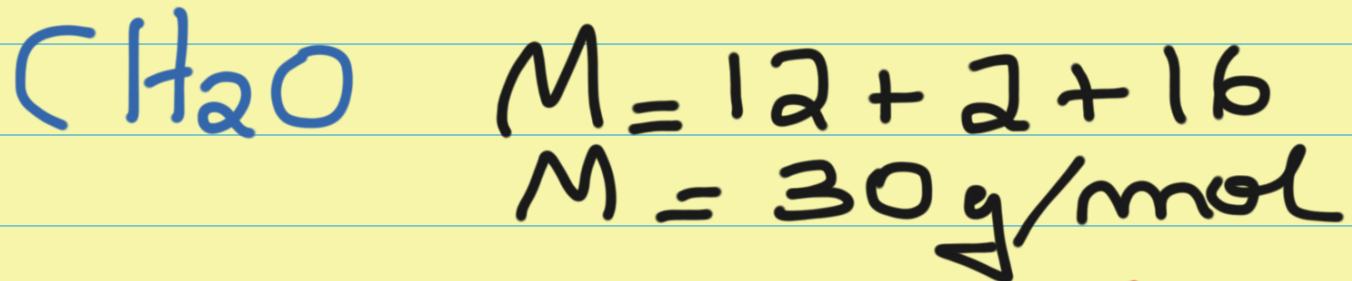 CH2O M = 12 + 2 + 16
M = 30 g/mol